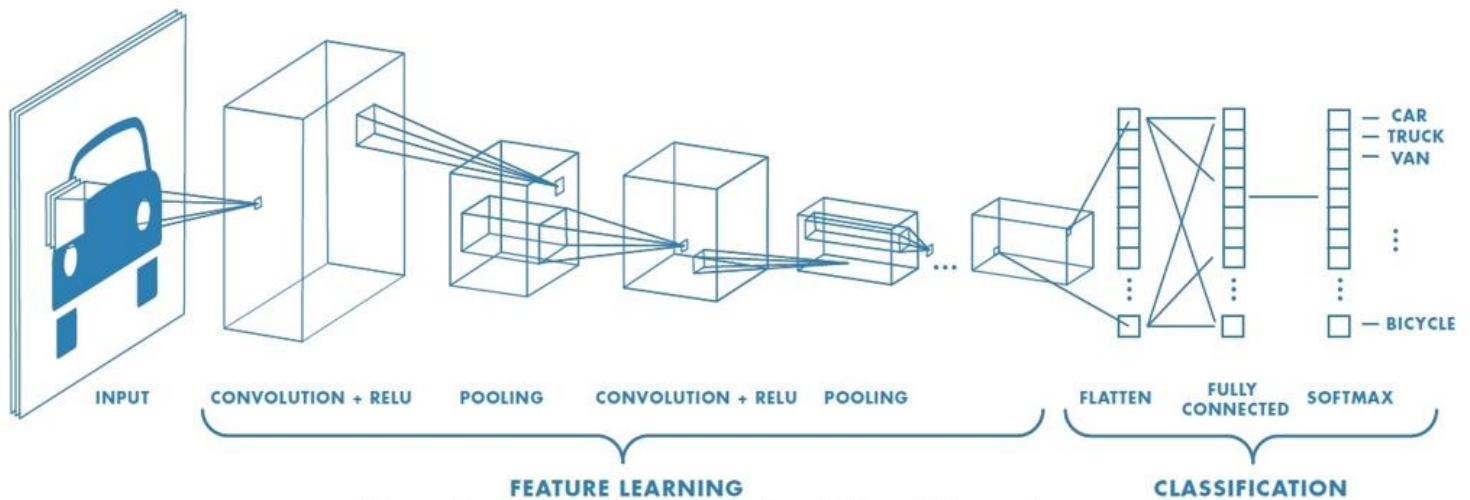 CAR
TRUCK
VAN
BICYCLE
INPUT
CONVOLUTION + RELU
POOLING
CONVOLUTION + RELU
POOLING
FLATTEN
FULLY
CONNECTED
SOFTMAX
FEATURE LEARNING
CLASSIFICATION